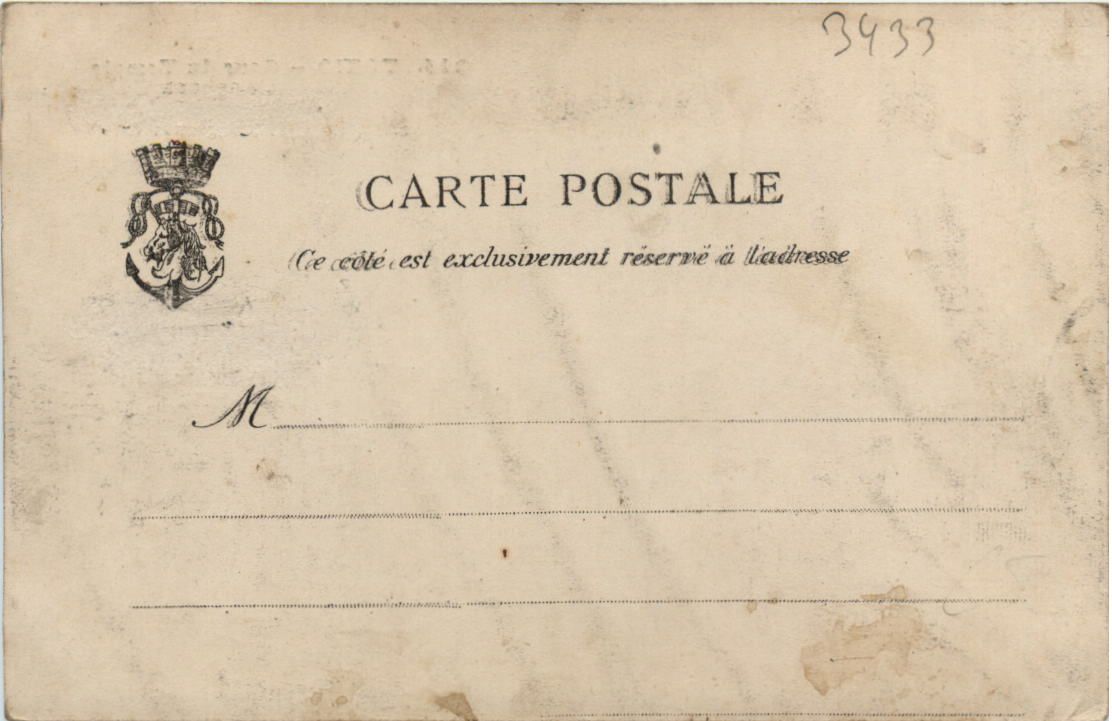 3433
CARTE POSTALE
Ce côté est exclusivement réservé à l'adresse
M